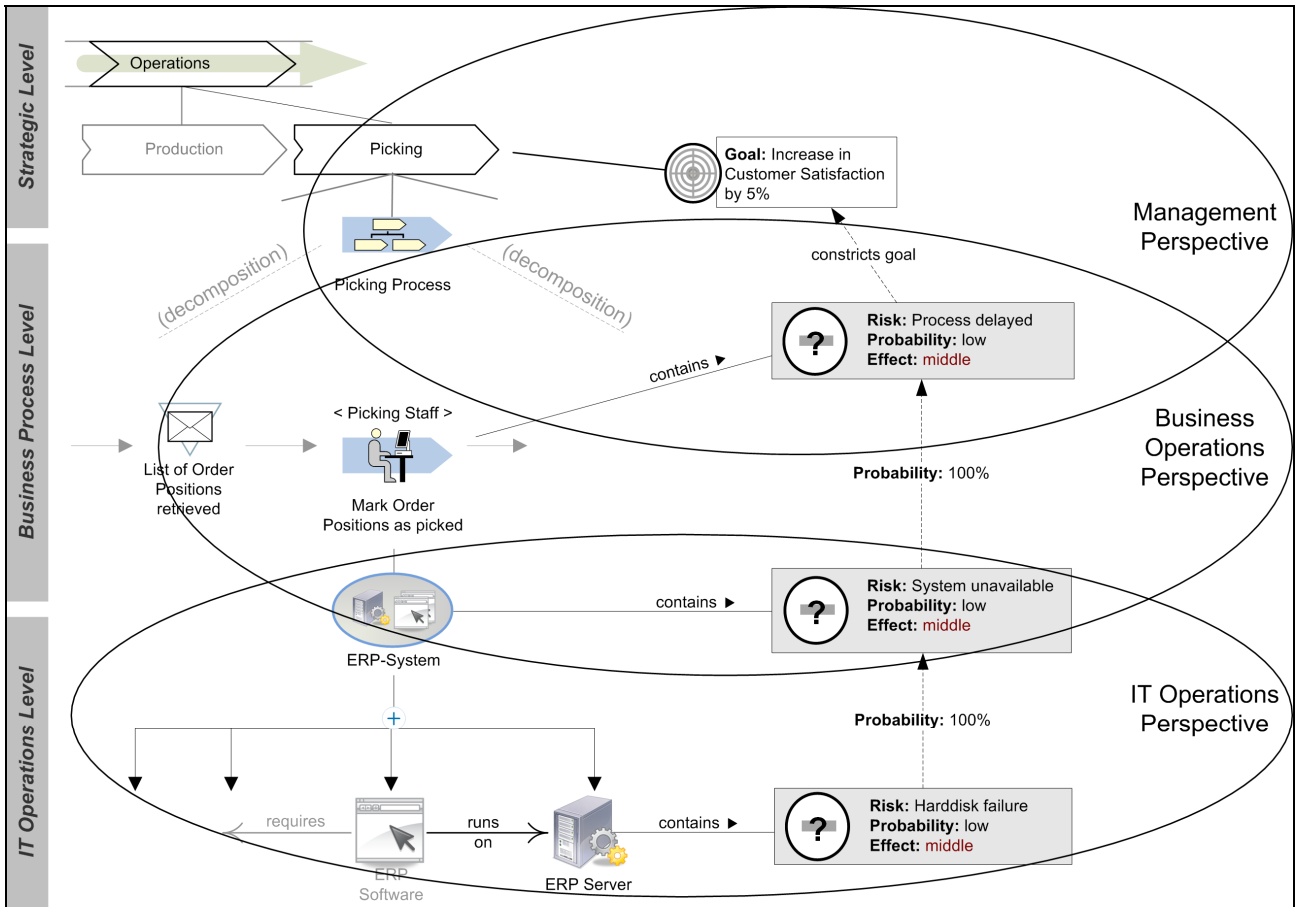 Strategic Level
Operations
Production
Picking
Goal: Increase in
Customer Satisfaction
by 5%
Management
Perspective
constricts goal
(decomposition)
Picking Process
(decomposition)
Business Process Level
Risk: Process delayed
Probability: low
Effect: middle
contains
< Picking Staff >
List of Order
Positions
retrieved
Mark Order
Positions as picked
Business
Operations
Perspective
Probability: 100%
Risk: System unavailable
Probability: low
Effect: middle
contains
ERP-System
IT Operations Level
IT Operations
Perspective
Probability: 100%
requires
runs
on
contains
Risk: Harddisk failure
Probability: low
Effect: middle
ERP
Software
ERP Server